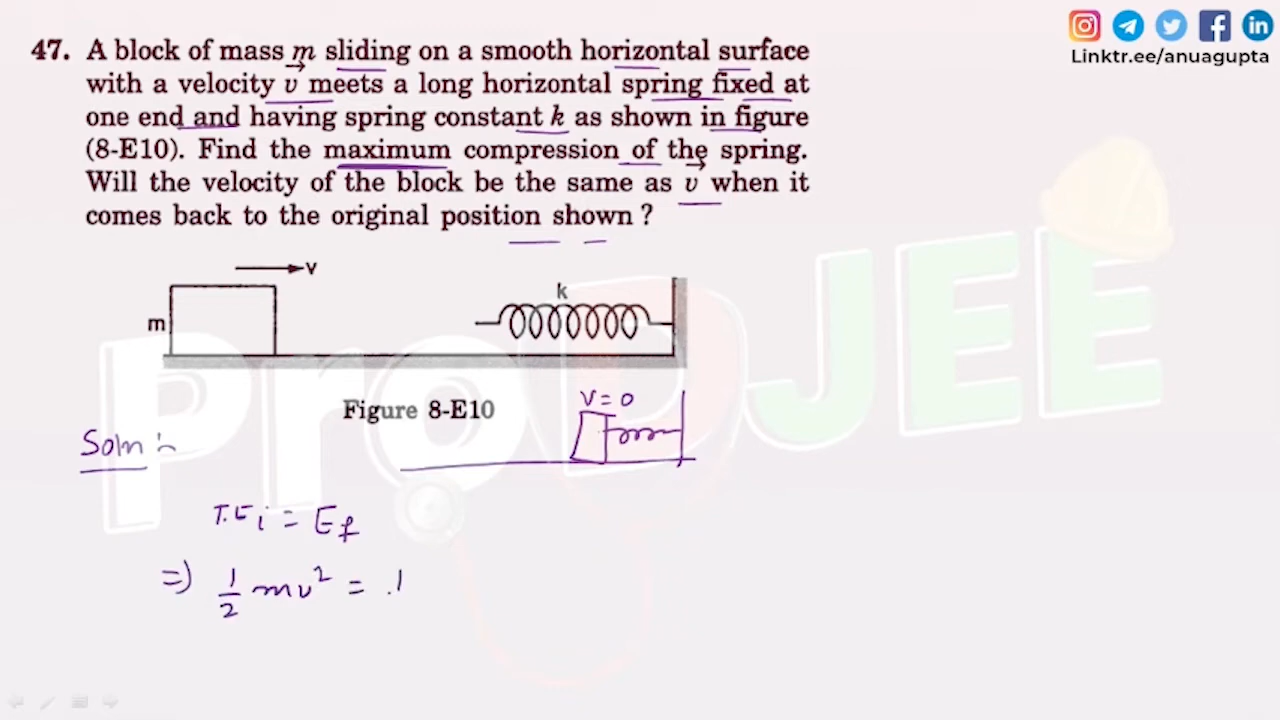 Linktr.ee/anuagupta
47. A block of mass m sliding on a smooth horizontal surface
with a velocity v⃗ meets a long horizontal spring fixed at
one end and having spring constant k as shown in figure
(8-E10). Find the maximum compression of the spring.
Will the velocity of the block be the same as v⃗ when it
comes back to the original position shown ?
v
k
m
Figure 8-E10
V = 0
Soln :-
T.E i = E f
=> 1/2 mv² =
ProDJEE